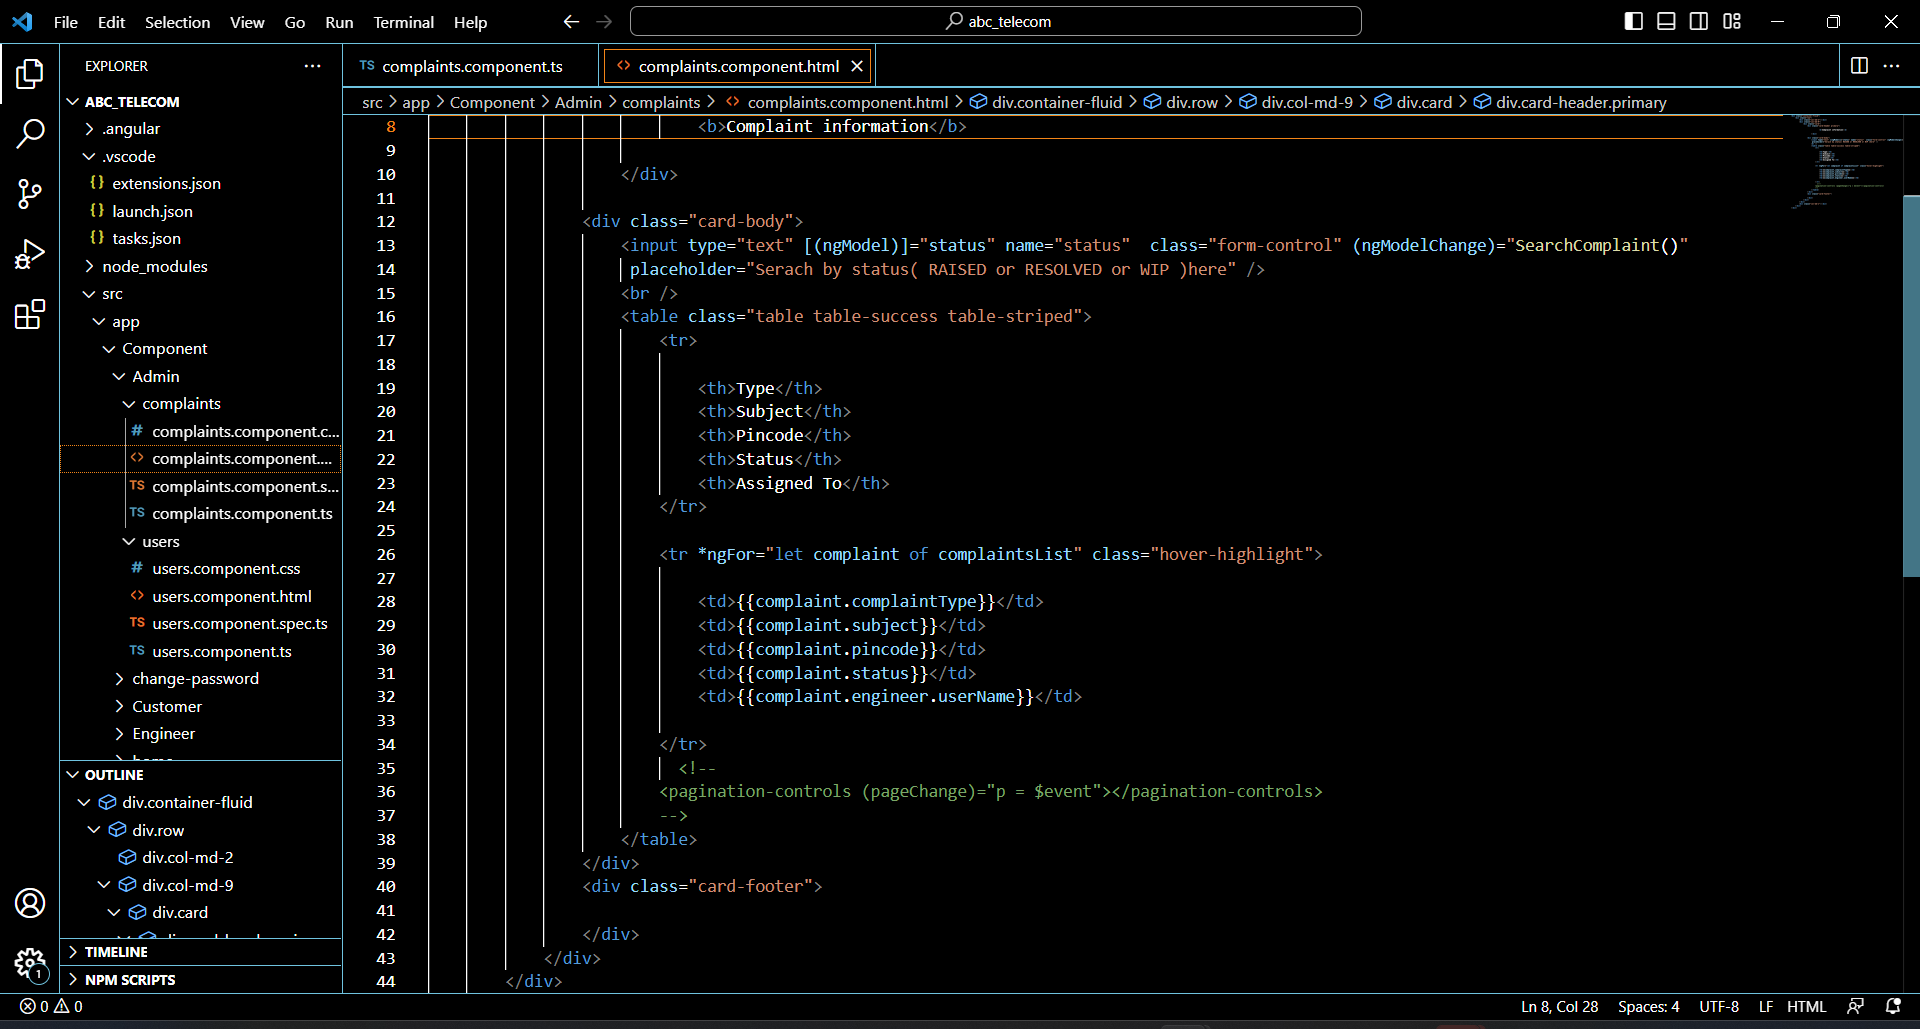 File Edit Selection View Go Run Terminal Help
abc_telecom
EXPLORER
ABC_TELECOM
.angular
.vscode
{} extensions.json
{} launch.json
{} tasks.json
node_modules
src
app
Component
Admin
complaints
# complaints.component.c...
<> complaints.component....
TS complaints.component.s...
TS complaints.component.ts
users
# users.component.css
<> users.component.html
TS users.component.spec.ts
TS users.component.ts
change-password
Customer
Engineer
OUTLINE
div.container-fluid
div.row
div.col-md-2
div.col-md-9
div.card
TIMELINE
NPM SCRIPTS
1
TS complaints.component.ts
<> complaints.component.html
src > app > Component > Admin > complaints > <> complaints.component.html > div.container-fluid > div.row > div.col-md-9 > div.card > div.card-header.primary
8 <b>Complaint information</b>
9
10 </div>
11
12 <div class="card-body">
13 <input type="text" [(ngModel)]="status" name="status"  class="form-control" (ngModelChange)="SearchComplaint()"
14 placeholder="Serach by status( RAISED or RESOLVED or WIP )here" />
15 <br />
16 <table class="table table-success table-striped">
17 <tr>
18
19 <th>Type</th>
20 <th>Subject</th>
21 <th>Pincode</th>
22 <th>Status</th>
23 <th>Assigned To</th>
24 </tr>
25
26 <tr *ngFor="let complaint of complaintsList" class="hover-highlight">
27
28 <td>{{complaint.complaintType}}</td>
29 <td>{{complaint.subject}}</td>
30 <td>{{complaint.pincode}}</td>
31 <td>{{complaint.status}}</td>
32 <td>{{complaint.engineer.userName}}</td>
33
34 </tr>
35 <!--
36 <pagination-controls (pageChange)="p = $event"></pagination-controls>
37 -->
38 </table>
39 </div>
40 <div class="card-footer">
41
42 </div>
43 </div>
44 </div>
0 0
Ln 8, Col 28 Spaces: 4 UTF-8 LF HTML